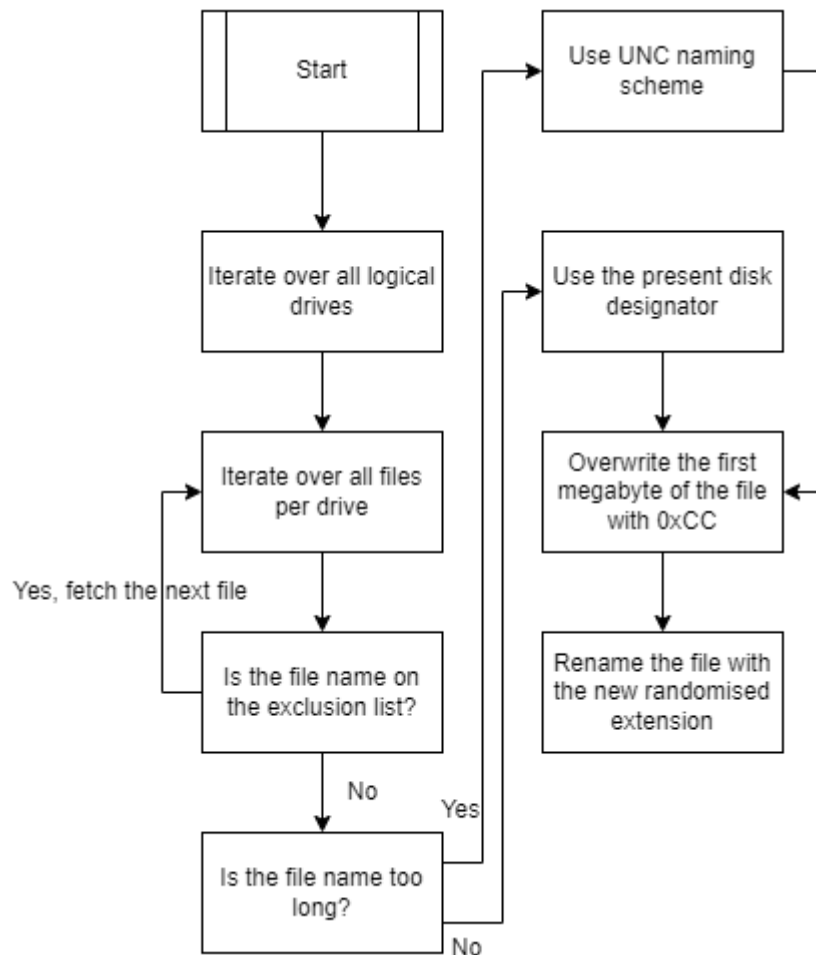 Start
Iterate over all logical
drives
Iterate over all files
per drive
Yes, fetch the next file
Is the file name on
the exclusion list?
No
Is the file name too
long?
Yes
No
Use UNC naming
scheme
Use the present disk
designator
Overwrite the first
megabyte of the file
with 0xCC
Rename the file with
the new randomised
extension